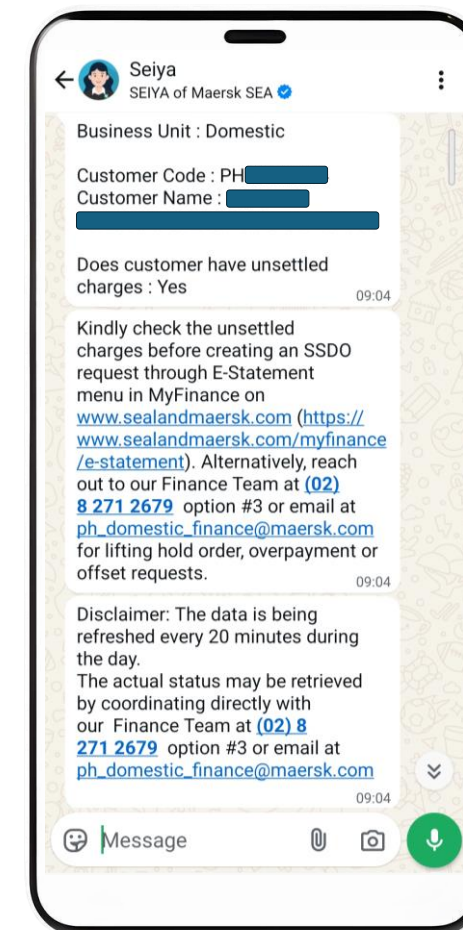 Seiya
SEIYA of Maersk SEA
Business Unit : Domestic
Customer Code : PH
Customer Name :
Does customer have unsettled
charges : Yes
09:04
Kindly check the unsettled
charges before creating an SSDO
request through E-Statement
menu in MyFinance on
www.sealandmaersk.com (https://
www.sealandmaersk.com/myfinance
/e-statement). Alternatively, reach
out to our Finance Team at (02)
8 271 2679 option #3 or email at
ph_domestic_finance@maersk.com
for lifting hold order, overpayment or
offset requests.
09:04
Disclaimer: The data is being
refreshed every 20 minutes during
the day.
The actual status may be retrieved
by coordinating directly with
our Finance Team at (02) 8
271 2679 option #3 or email at
ph_domestic_finance@maersk.com
09:04
Message